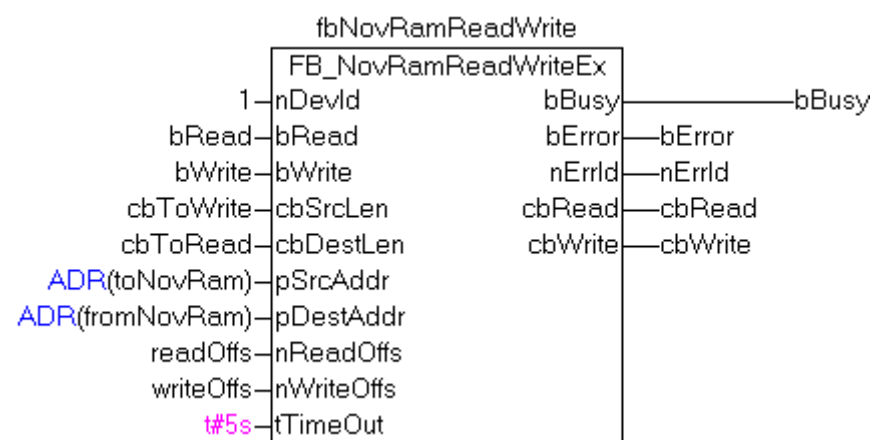 fbNovRamReadWrite
FB_NovRamReadWriteEx
1 nDevId bBusy bBusy
bRead bRead bError bError
bWrite bWrite nErrId nErrId
cbToWrite cbSrcLen cbRead cbRead
cbToRead cbDestLen cbWrite cbWrite
ADR(toNovRam) pSrcAddr
ADR(fromNovRam) pDestAddr
readOffs nReadOffs
writeOffs nWriteOffs
t#5s tTimeOut